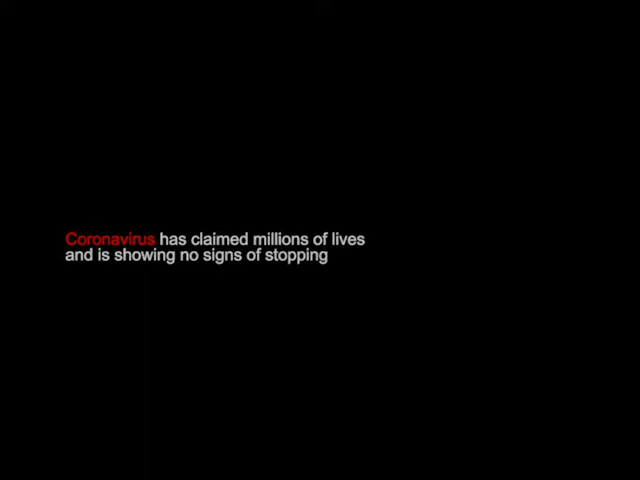 Coronavirus has claimed millions of lives
and is showing no signs of stopping